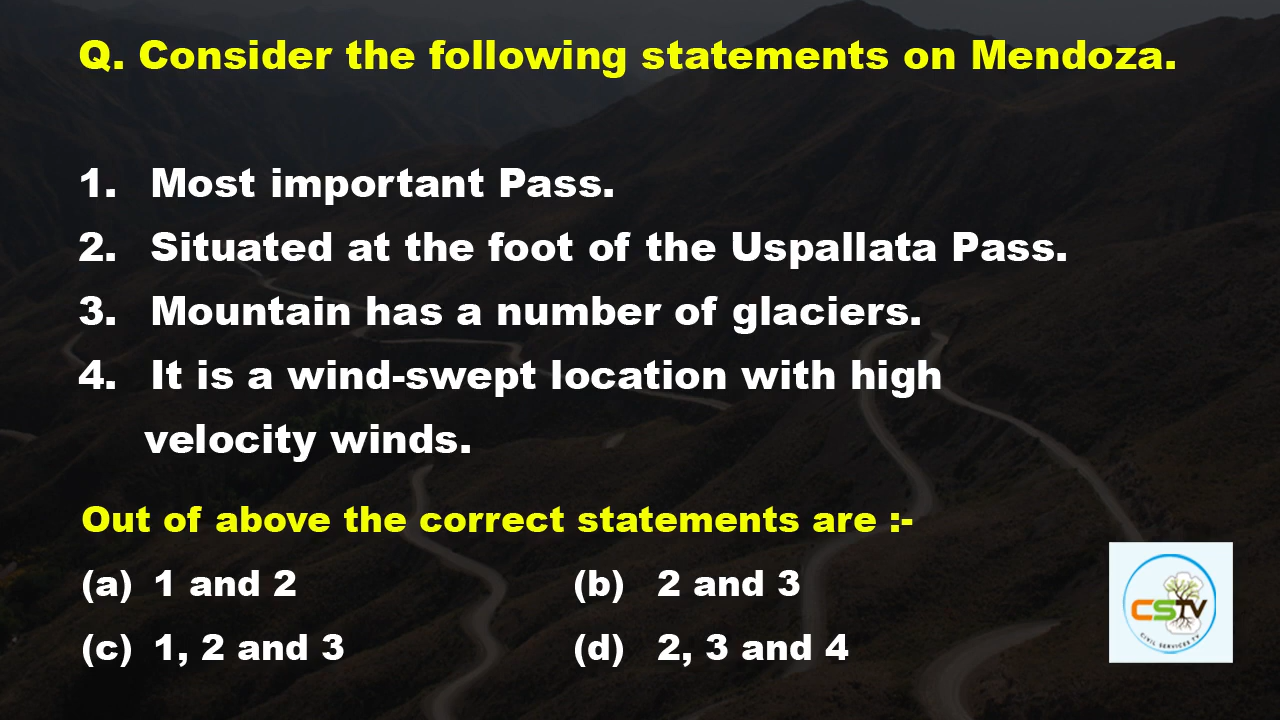 Q. Consider the following statements on Mendoza.
1. Most important Pass.
2. Situated at the foot of the Uspallata Pass.
3. Mountain has a number of glaciers.
4. It is a wind-swept location with high
velocity winds.
Out of above the correct statements are :-
(a) 1 and 2 (b) 2 and 3
(c) 1, 2 and 3 (d) 2, 3 and 4
CSTV
CIVIL SERVICES TV